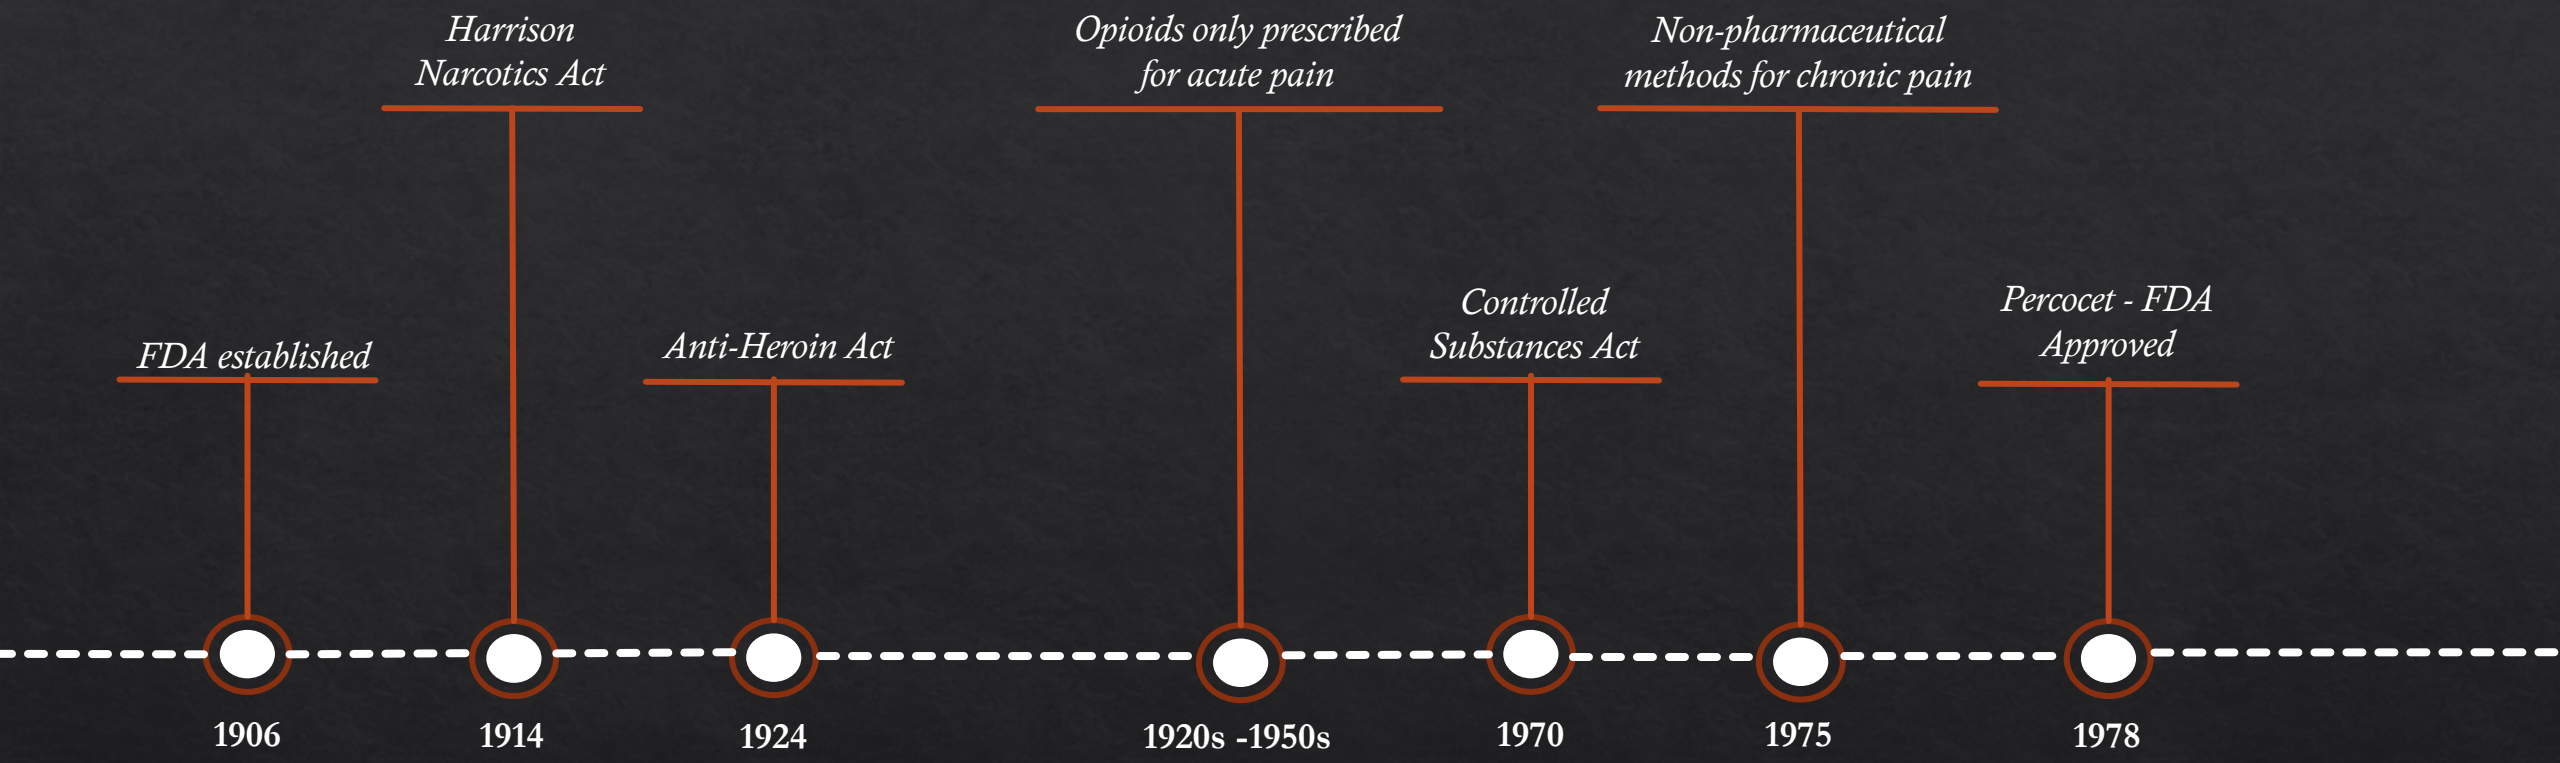 Harrison
Narcotics Act
Opioids only prescribed
for acute pain
Non-pharmaceutical
methods for chronic pain
FDA established
Anti-Heroin Act
Controlled
Substances Act
Percocet - FDA
Approved
1906
1914
1924
1920s -1950s
1970
1975
1978